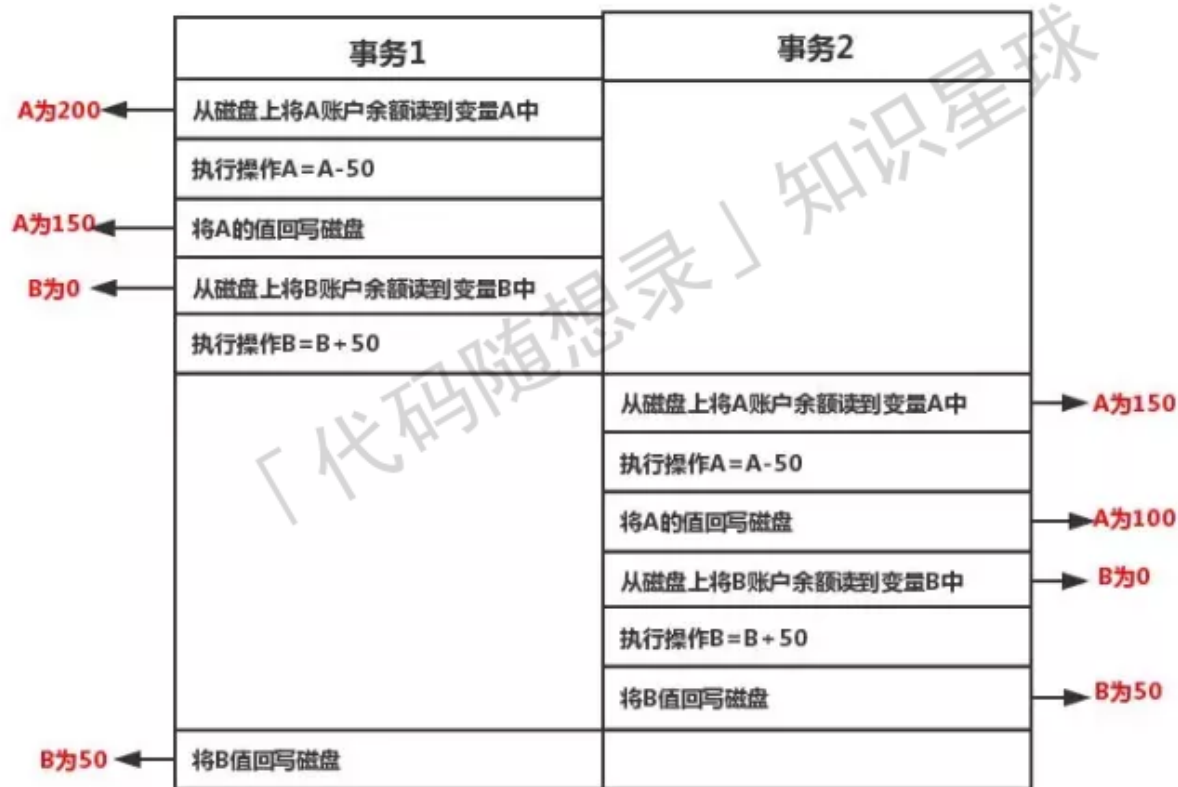 事务1
事务2
A为200
从磁盘上将A账户余额读到变量A中
执行操作A=A-50
A为150
将A的值回写磁盘
B为0
从磁盘上将B账户余额读到变量B中
执行操作B=B+50
从磁盘上将A账户余额读到变量A中
A为150
执行操作A=A-50
将A的值回写磁盘
A为100
从磁盘上将B账户余额读到变量B中
B为0
执行操作B=B+50
将B值回写磁盘
B为50
B为50
将B值回写磁盘
「代码随想录」知识星球